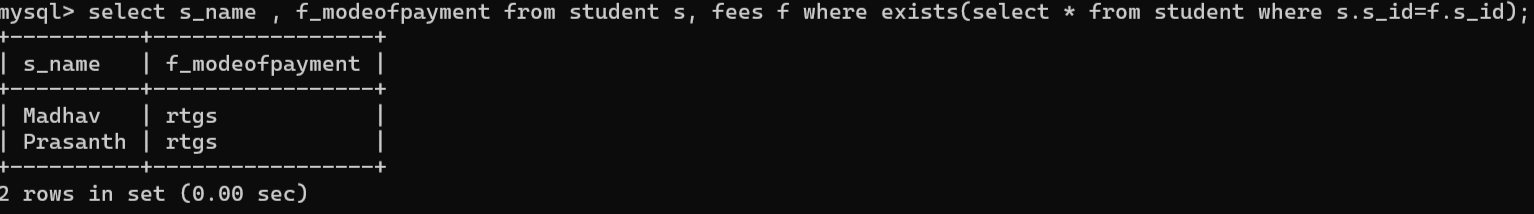 mysql> select s_name , f_modeofpayment from student s, fees f where exists(select * from student where s.s_id=f.s_id);
+----------+-----------------+
| s_name   | f_modeofpayment |
+----------+-----------------+
| Madhav   | rtgs            |
| Prasanth | rtgs            |
+----------+-----------------+
2 rows in set (0.00 sec)